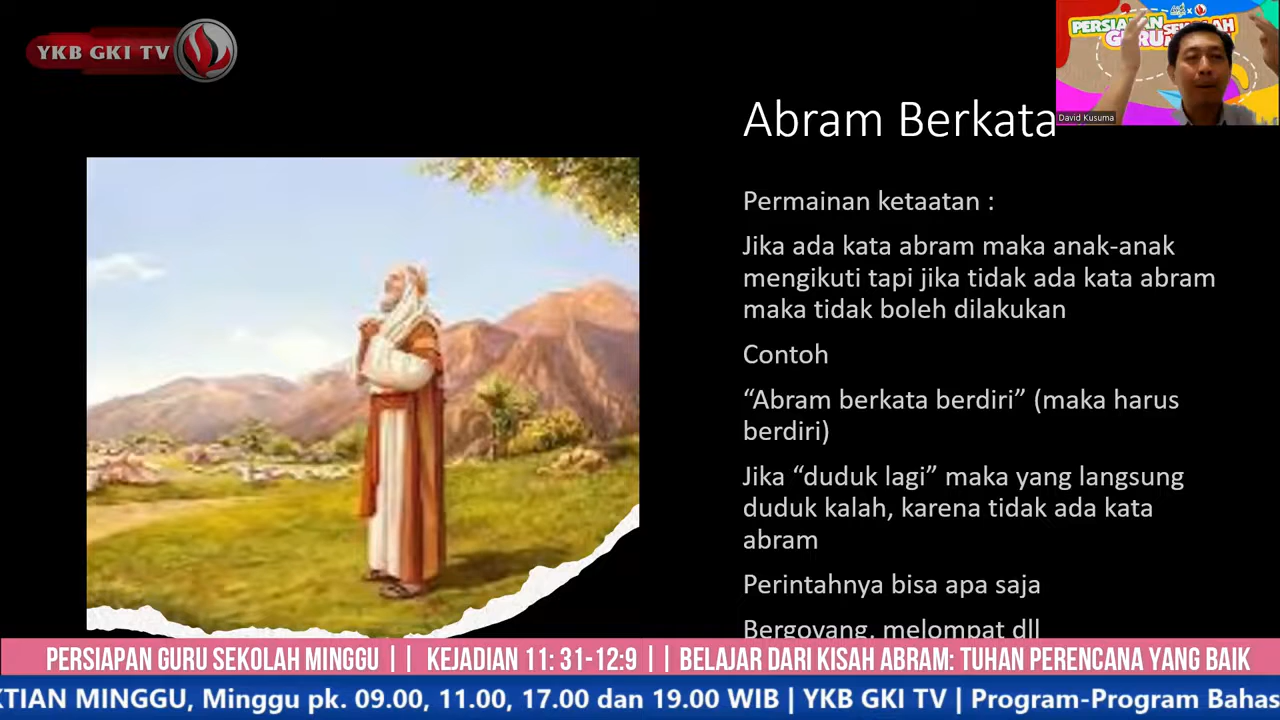 YKB GKI TV
PERSIAPAN SEKOLAH
GURU
David Kusuma
Abram Berkata
Permainan ketaatan :
Jika ada kata abram maka anak-anak
mengikuti tapi jika tidak ada kata abram
maka tidak boleh dilakukan
Contoh
“Abram berkata berdiri” (maka harus
berdiri)
Jika “duduk lagi” maka yang langsung
duduk kalah, karena tidak ada kata
abram
Perintahnya bisa apa saja
Bergoyang, melompat dll
PERSIAPAN GURU SEKOLAH MINGGU || KEJADIAN 11: 31-12:9 || BELAJAR DARI KISAH ABRAM: TUHAN PERENCANA YANG BAIK
KTIAN MINGGU, Minggu pk. 09.00, 11.00, 17.00 dan 19.00 WIB | YKB GKI TV | Program-Program Bahas